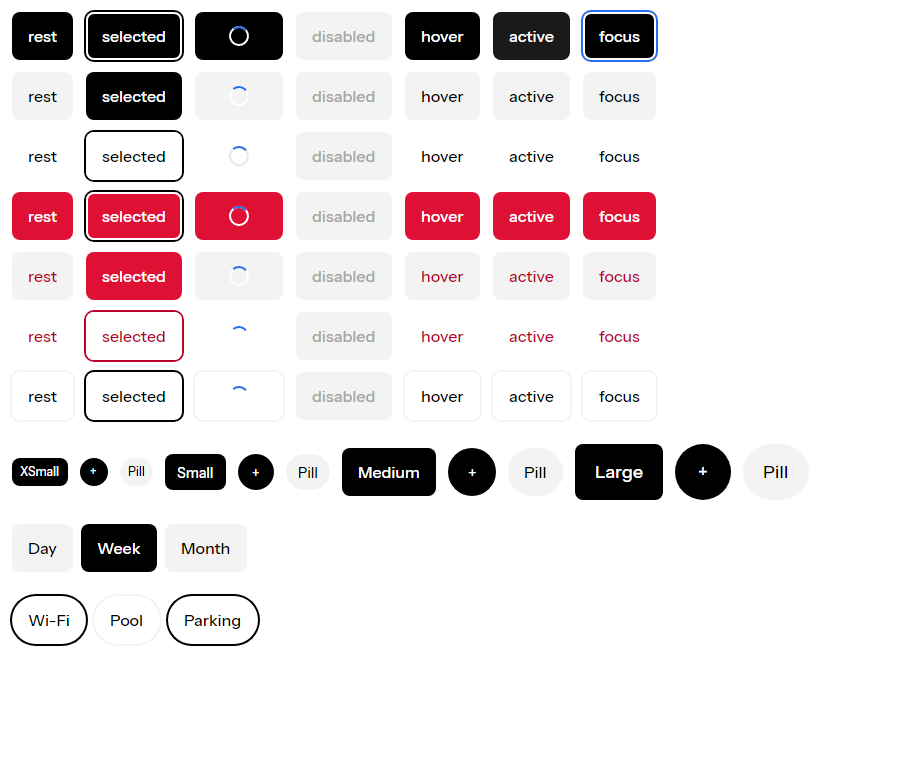 rest selected disabled hover active focus
rest selected disabled hover active focus
rest selected disabled hover active focus
rest selected disabled hover active focus
rest selected disabled hover active focus
rest selected disabled hover active focus
rest selected disabled hover active focus
XSmall + Pill Small + Pill Medium + Pill Large + Pill
Day Week Month
Wi-Fi Pool Parking